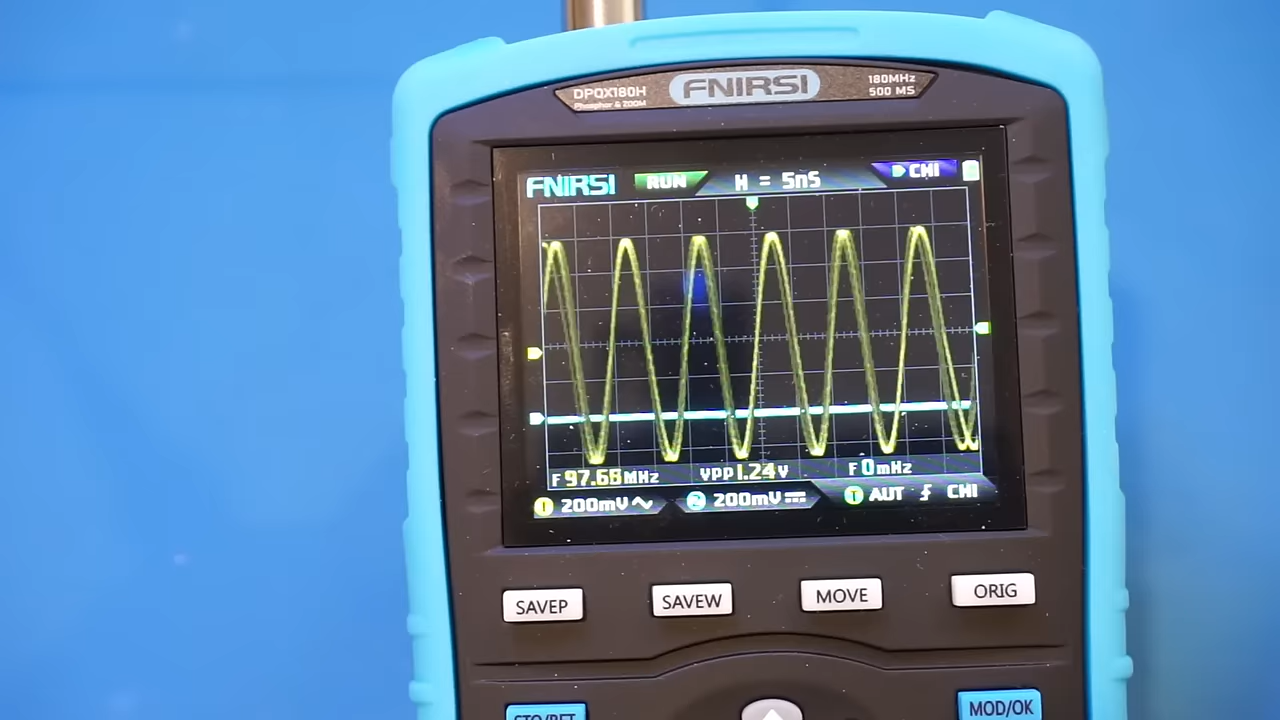 DPOX180H
Phosphor & ZOOM
FNIRSI
180MHz
500 MS
FNIRSI RUN H = 5nS CH1
F 97.68MHz VPP 1.24V F 0mHz
1 200mV 2 200mV T AUT CH1
SAVEP SAVEW MOVE ORIG
MOD/OK